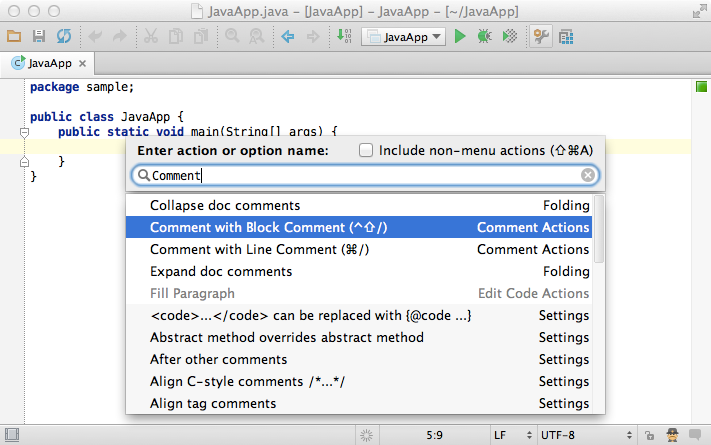 JavaApp.java – [JavaApp] – JavaApp – [~/JavaApp]
JavaApp
JavaApp
package sample;
public class JavaApp {
public static void main(String[] args) {
}
}
Enter action or option name: Include non-menu actions (⇧⌘A)
Comment
Collapse doc comments Folding
Comment with Block Comment (^⇧/) Comment Actions
Comment with Line Comment (⌘/) Comment Actions
Expand doc comments Folding
Fill Paragraph Edit Code Actions
<code>...</code> can be replaced with {@code ...} Settings
Abstract method overrides abstract method Settings
After other comments Settings
Align C-style comments /*...*/ Settings
Align tag comments Settings
5:9 LF UTF-8